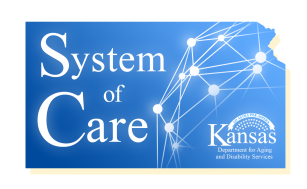 System
of
Care
Kansas
Department for Aging
and Disability Services